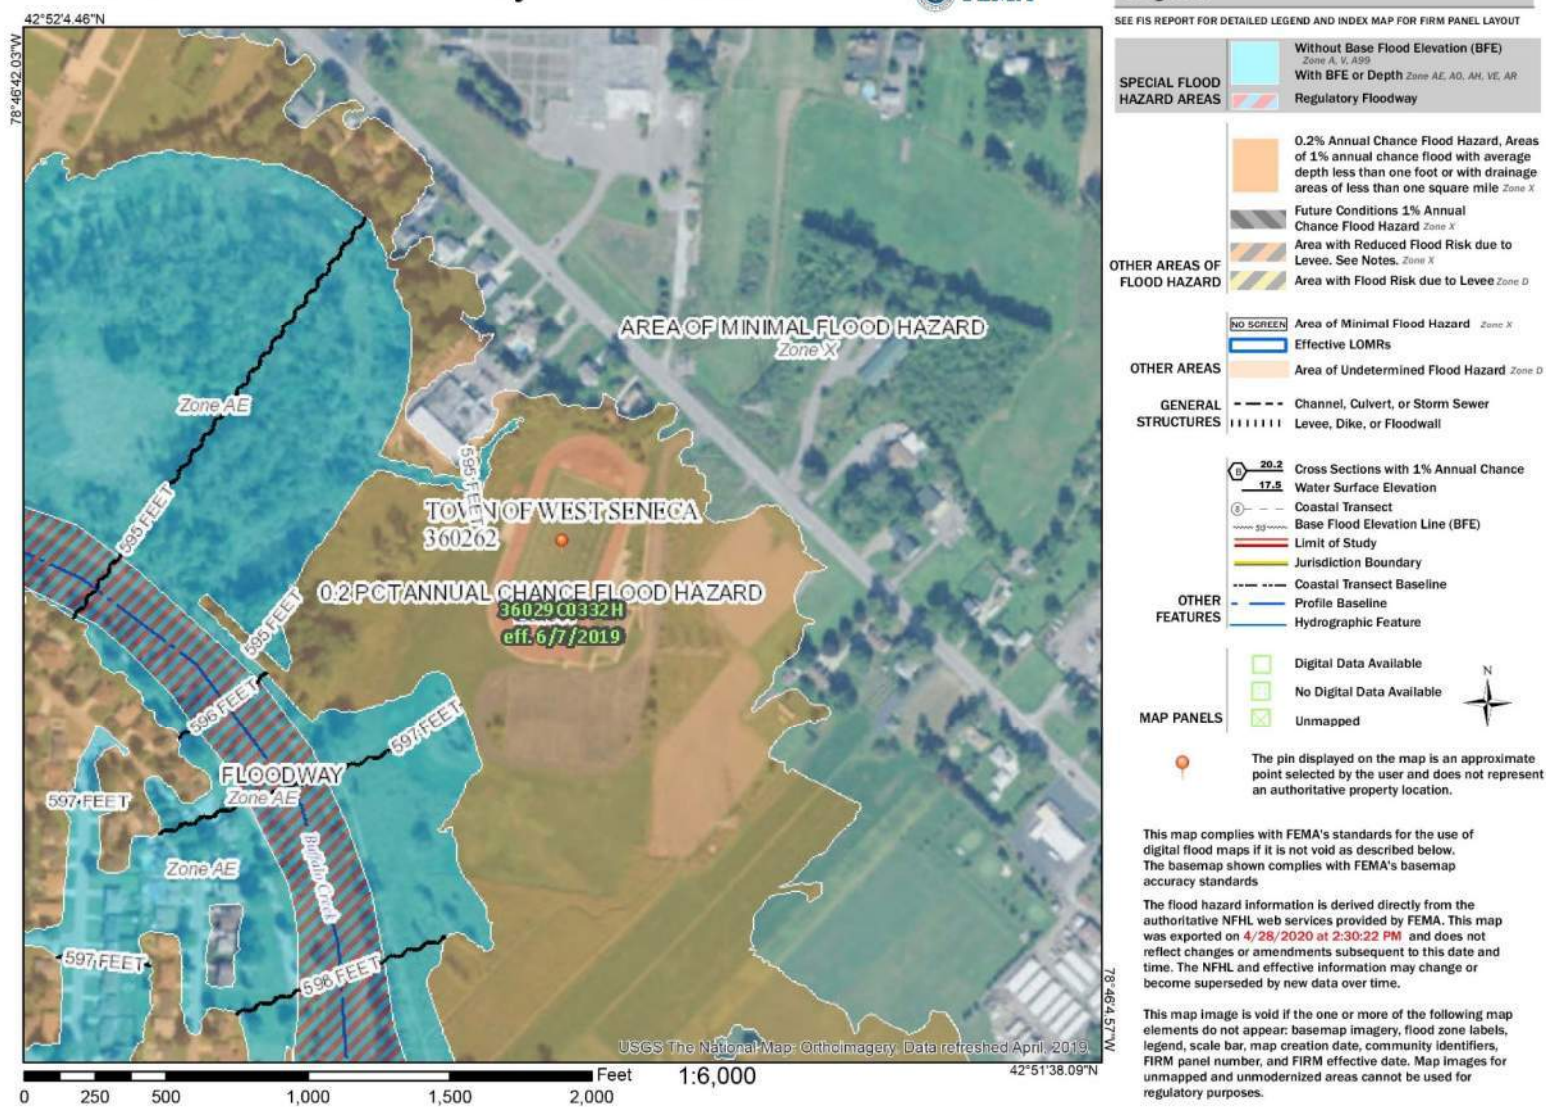 42°52'4.46"N
78°46'42.03"W
AREA OF MINIMAL FLOOD HAZARD
Zone X
Zone AE
595 FEET
595 FEET
TOWN OF WEST SENECA
360262
0.2 PCT ANNUAL CHANCE FLOOD HAZARD
36029C0332H
eff. 6/7/2019
595 FEET
596 FEET
597 FEET
FLOODWAY
Zone AE
597 FEET
Buffalo Creek
Zone AE
597 FEET
598 FEET
USGS The National Map: Orthoimagery. Data refreshed April, 2019.
78°46'4.57"W
42°51'38.09"N
Feet
1:6,000
0 250 500 1,000 1,500 2,000
SEE FIS REPORT FOR DETAILED LEGEND AND INDEX MAP FOR FIRM PANEL LAYOUT
SPECIAL FLOOD
HAZARD AREAS
Without Base Flood Elevation (BFE)
Zone A, V, A99
With BFE or Depth Zone AE, AO, AH, VE, AR
Regulatory Floodway
OTHER AREAS OF
FLOOD HAZARD
0.2% Annual Chance Flood Hazard, Areas
of 1% annual chance flood with average
depth less than one foot or with drainage
areas of less than one square mile Zone X
Future Conditions 1% Annual
Chance Flood Hazard Zone X
Area with Reduced Flood Risk due to
Levee. See Notes. Zone X
Area with Flood Risk due to Levee Zone D
OTHER AREAS
NO SCREEN Area of Minimal Flood Hazard Zone X
Effective LOMRs
Area of Undetermined Flood Hazard Zone D
GENERAL
STRUCTURES
Channel, Culvert, or Storm Sewer
Levee, Dike, or Floodwall
OTHER
FEATURES
B 20.2 Cross Sections with 1% Annual Chance
17.5 Water Surface Elevation
8 Coastal Transect
Base Flood Elevation Line (BFE)
Limit of Study
Jurisdiction Boundary
Coastal Transect Baseline
Profile Baseline
Hydrographic Feature
MAP PANELS
Digital Data Available
No Digital Data Available
Unmapped
N
The pin displayed on the map is an approximate
point selected by the user and does not represent
an authoritative property location.
This map complies with FEMA's standards for the use of
digital flood maps if it is not void as described below.
The basemap shown complies with FEMA's basemap
accuracy standards
The flood hazard information is derived directly from the
authoritative NFHL web services provided by FEMA. This map
was exported on 4/28/2020 at 2:30:22 PM and does not
reflect changes or amendments subsequent to this date and
time. The NFHL and effective information may change or
become superseded by new data over time.
This map image is void if the one or more of the following map
elements do not appear: basemap imagery, flood zone labels,
legend, scale bar, map creation date, community identifiers,
FIRM panel number, and FIRM effective date. Map images for
unmapped and unmodernized areas cannot be used for
regulatory purposes.